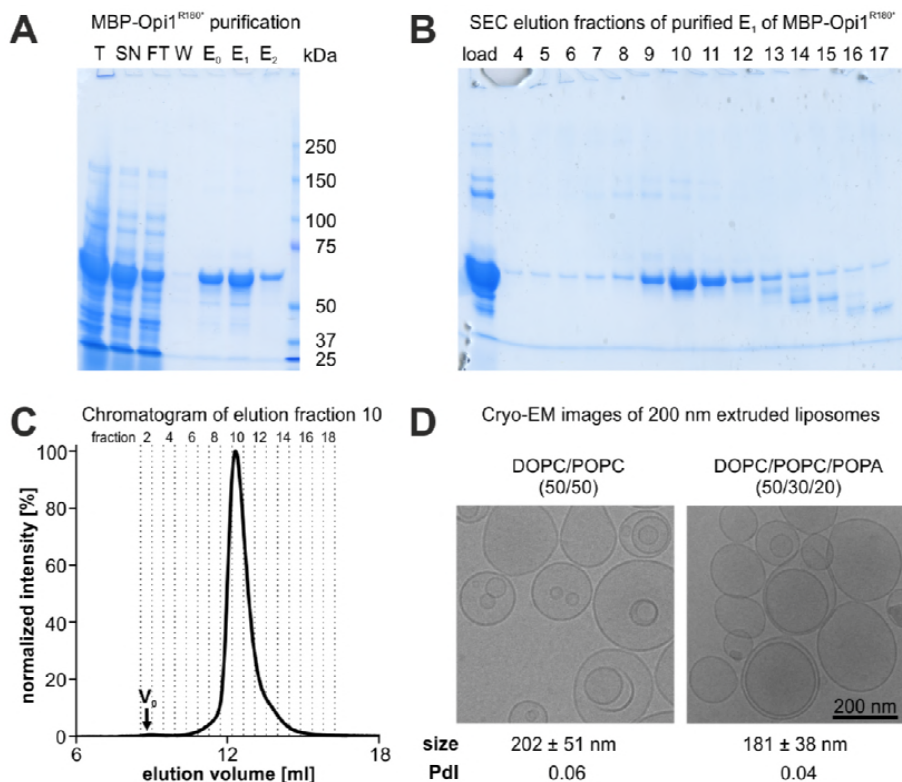 A MBP-Opi1R180* purification
T SN FT W E0 E1 E2 kDa
250
150
100
75
50
37
25
B SEC elution fractions of purified E1 of MBP-Opi1R180*
load 4 5 6 7 8 9 10 11 12 13 14 15 16 17
C Chromatogram of elution fraction 10
fraction 2 4 6 8 10 12 14 16 18
normalized intensity [%]
100
80
60
40
20
0
V0
6 12 18
elution volume [ml]
D Cryo-EM images of 200 nm extruded liposomes
DOPC/POPC DOPC/POPC/POPA
(50/50) (50/30/20)
200 nm
size 202 ± 51 nm 181 ± 38 nm
PdI 0.06 0.04